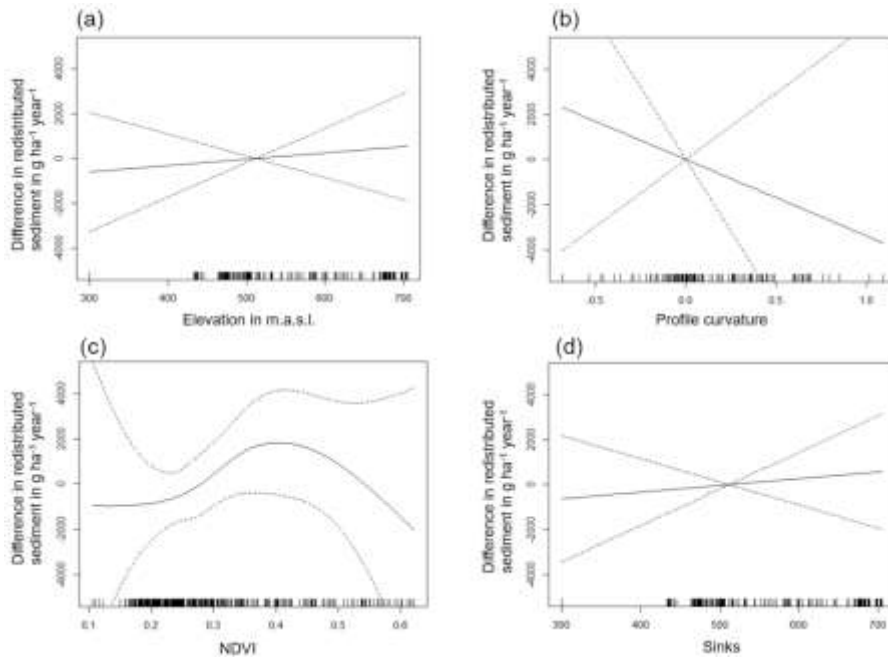 (a)
Difference in redistributed
sediment in g ha⁻¹ year⁻¹
4000
2000
0
-2000
-4000
300
400
500
600
700
Elevation in m.a.s.l.
(b)
Difference in redistributed
sediment in g ha⁻¹ year⁻¹
4000
2000
0
-2000
-4000
0.0
0.5
1.0
Profile curvature
(c)
Difference in redistributed
sediment in g ha⁻¹ year⁻¹
4000
2000
0
-2000
-4000
0.1
0.2
0.3
0.4
0.5
0.6
NDVI
(d)
Difference in redistributed
sediment in g ha⁻¹ year⁻¹
4000
2000
0
-2000
-4000
300
400
500
600
700
Sinks